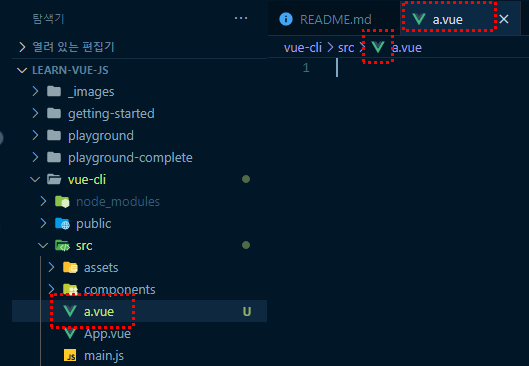 탐색기
README.md
a.vue
열려 있는 편집기
vue-cli
src
a.vue
1
LEARN-VUE-JS
_images
getting-started
playground
playground-complete
vue-cli
node_modules
public
src
assets
components
a.vue
U
App.vue
JS
main.js